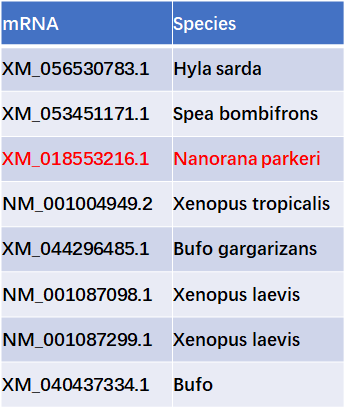 mRNA Species
XM_056530783.1 Hyla sarda
XM_053451171.1 Spea bombifrons
XM_018553216.1 Nanorana parkeri
NM_001004949.2 Xenopus tropicalis
XM_044296485.1 Bufo gargarizans
NM_001087098.1 Xenopus laevis
NM_001087299.1 Xenopus laevis
XM_040437334.1 Bufo